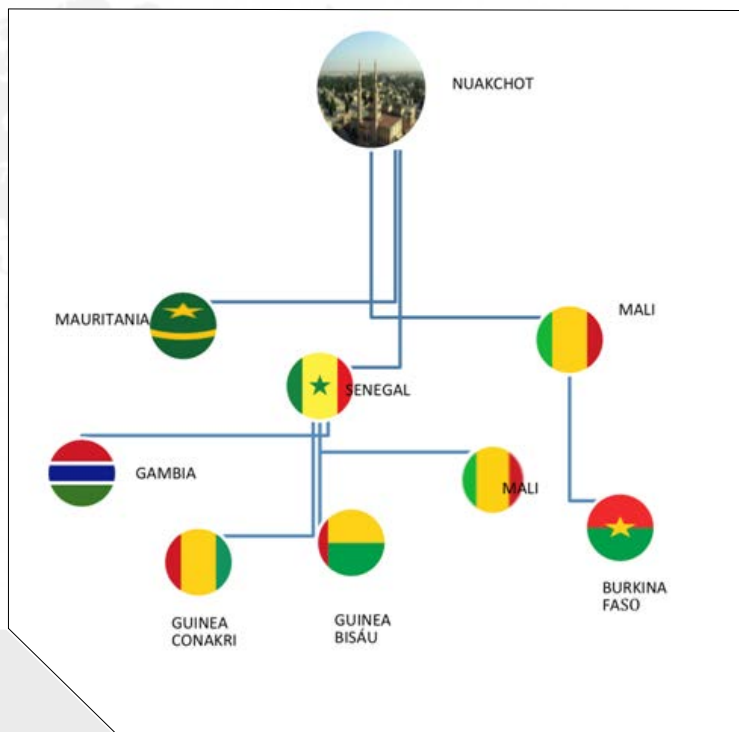 NUAKCHOT
MAURITANIA
MALI
SENEGAL
GAMBIA
MALI
GUINEA
CONAKRI
GUINEA
BISÁU
BURKINA
FASO